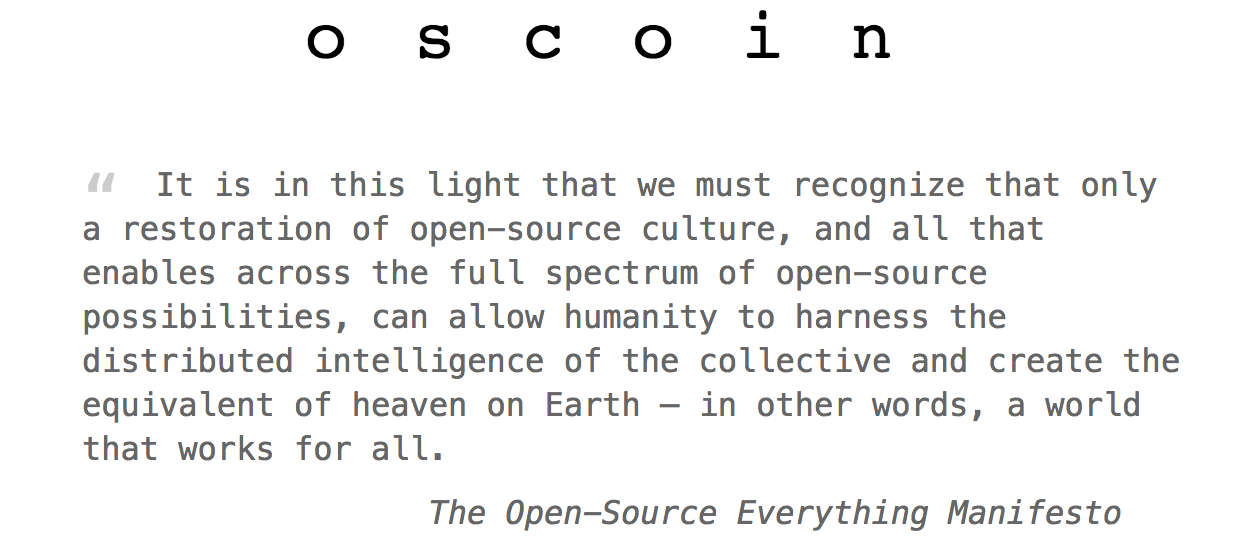 o s c o i n
“ It is in this light that we must recognize that only
a restoration of open-source culture, and all that
enables across the full spectrum of open-source
possibilities, can allow humanity to harness the
distributed intelligence of the collective and create the
equivalent of heaven on Earth – in other words, a world
that works for all.
The Open-Source Everything Manifesto